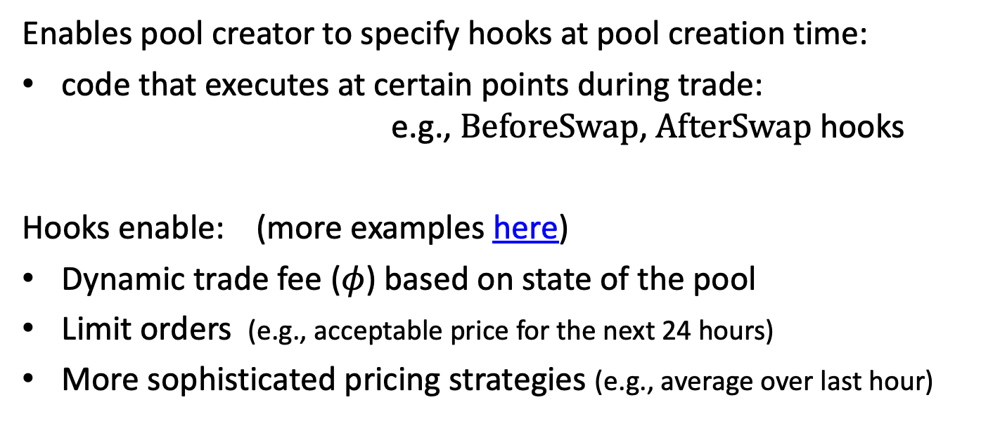 Enables pool creator to specify hooks at pool creation time:
• code that executes at certain points during trade:
e.g., BeforeSwap, AfterSwap hooks
Hooks enable: (more examples here)
• Dynamic trade fee (𝜙) based on state of the pool
• Limit orders (e.g., acceptable price for the next 24 hours)
• More sophisticated pricing strategies (e.g., average over last hour)